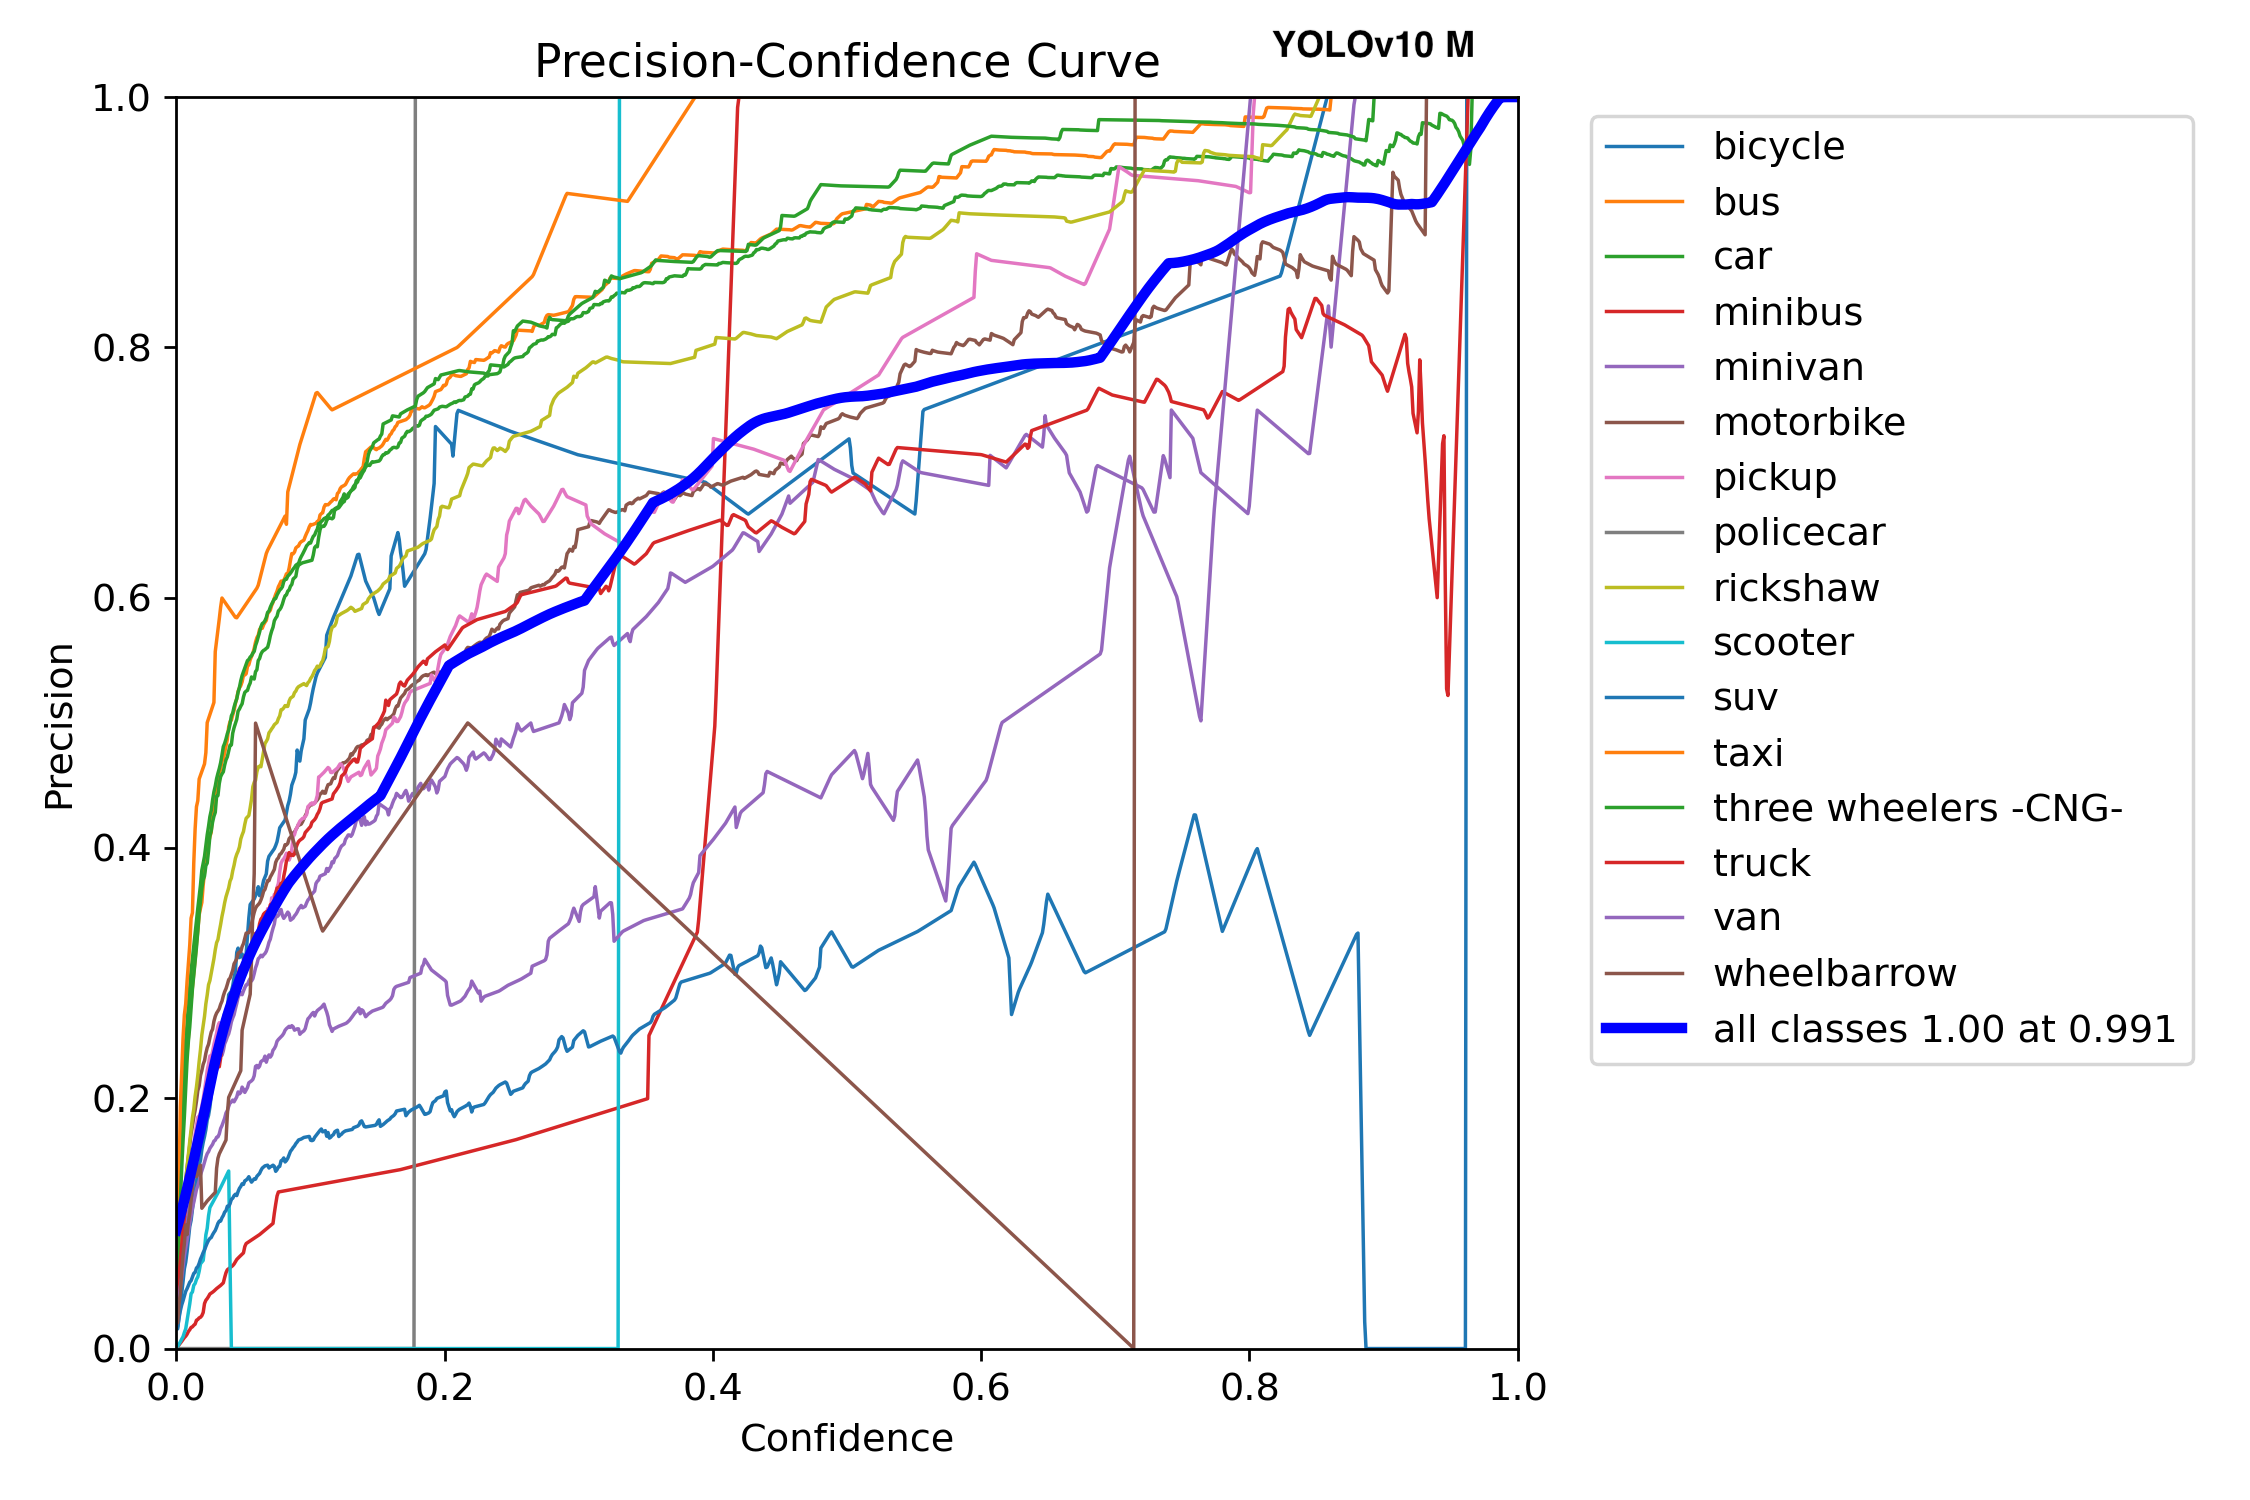 YOLOv10 M
Precision-Confidence Curve
1.0
0.8
0.6
0.4
0.2
0.0
Precision
0.0 0.2 0.4 0.6 0.8 1.0
Confidence
bicycle
bus
car
minibus
minivan
motorbike
pickup
policecar
rickshaw
scooter
suv
taxi
three wheelers -CNG-
truck
van
wheelbarrow
all classes 1.00 at 0.991